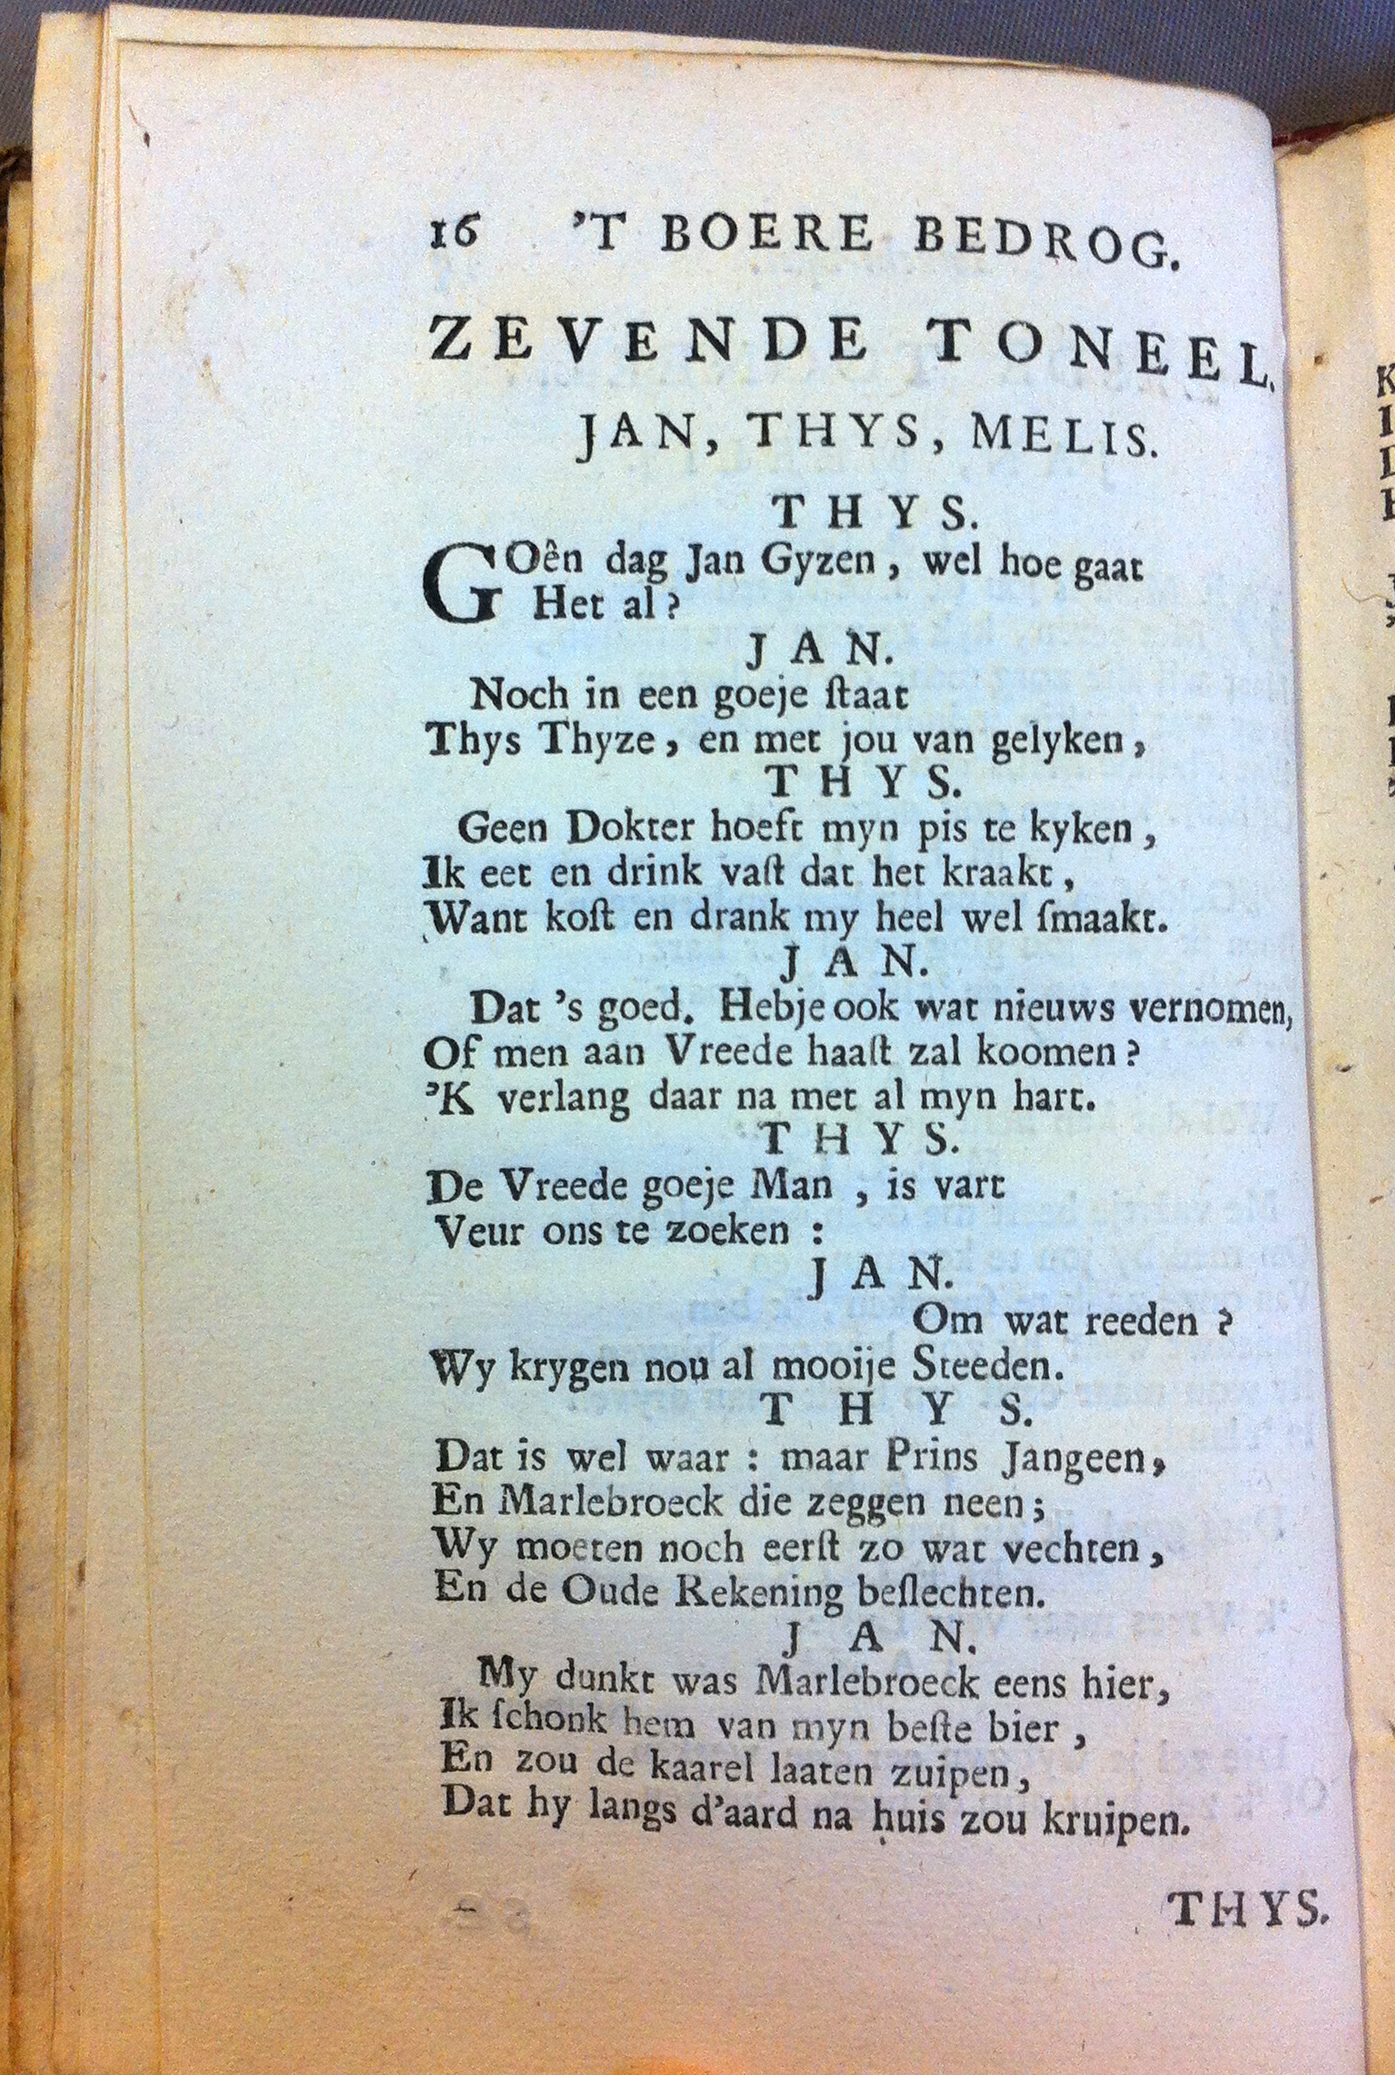 16 'T BOERE BEDROG.
ZEVENDE TONEEL.
JAN, THYS, MELIS.
THYS.
GOên dag Jan Gyzen, wel hoe gaat
Het al?
JAN.
Noch in een goeje ſtaat
Thys Thyze, en met jou van gelyken,
THYS.
Geen Dokter hoeft myn pis te kyken,
Ik eet en drink vaſt dat het kraakt,
Want koſt en drank my heel wel ſmaakt.
JAN.
Dat 's goed. Hebje ook wat nieuws vernomen,
Of men aan Vreede haaſt zal koomen?
'K verlang daar na met al myn hart.
THYS.
De Vreede goeje Man, is vart
Veur ons te zoeken:
JAN.
Om wat reeden?
Wy krygen nou al mooije Steeden.
THYS.
Dat is wel waar: maar Prins Jangeen,
En Marlebroeck die zeggen neen;
Wy moeten noch eerſt zo wat vechten,
En de Oude Rekening beſlechten.
JAN.
My dunkt was Marlebroeck eens hier,
Ik ſchonk hem van myn beſte bier,
En zou de kaarel laaten zuipen,
Dat hy langs d'aard na huis zou kruipen.
THYS.